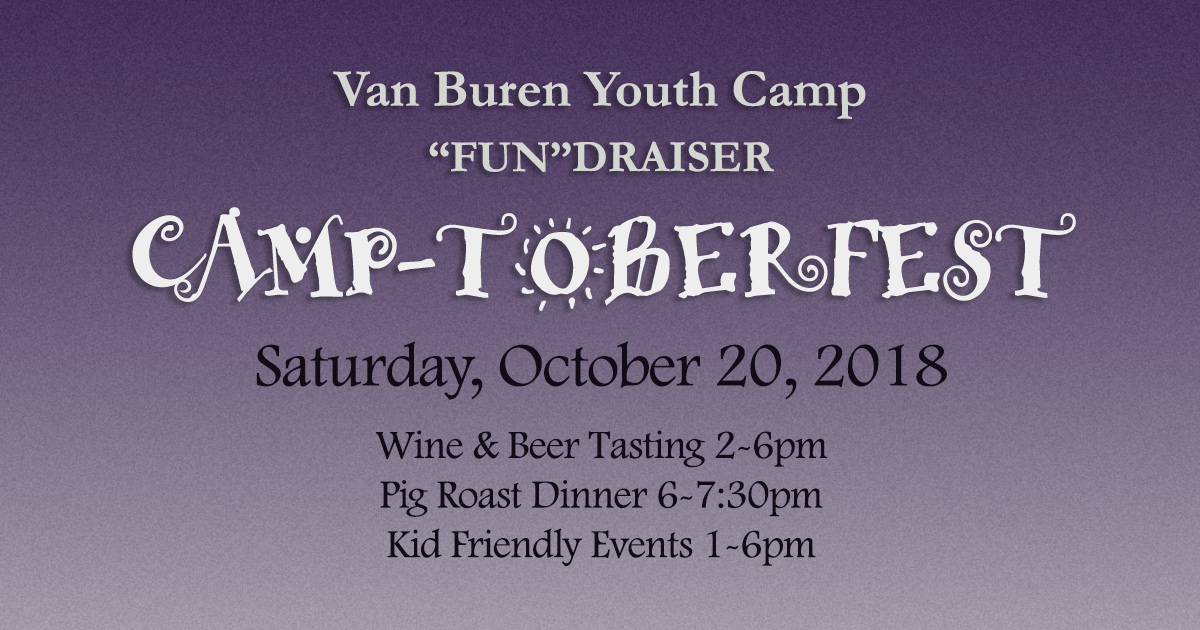 Van Buren Youth Camp
“FUN”DRAISER
CAMP-TOBERFEST
Saturday, October 20, 2018
Wine & Beer Tasting 2~6pm
Pig Roast Dinner 6~7:30pm
Kid Friendly Events 1~6pm